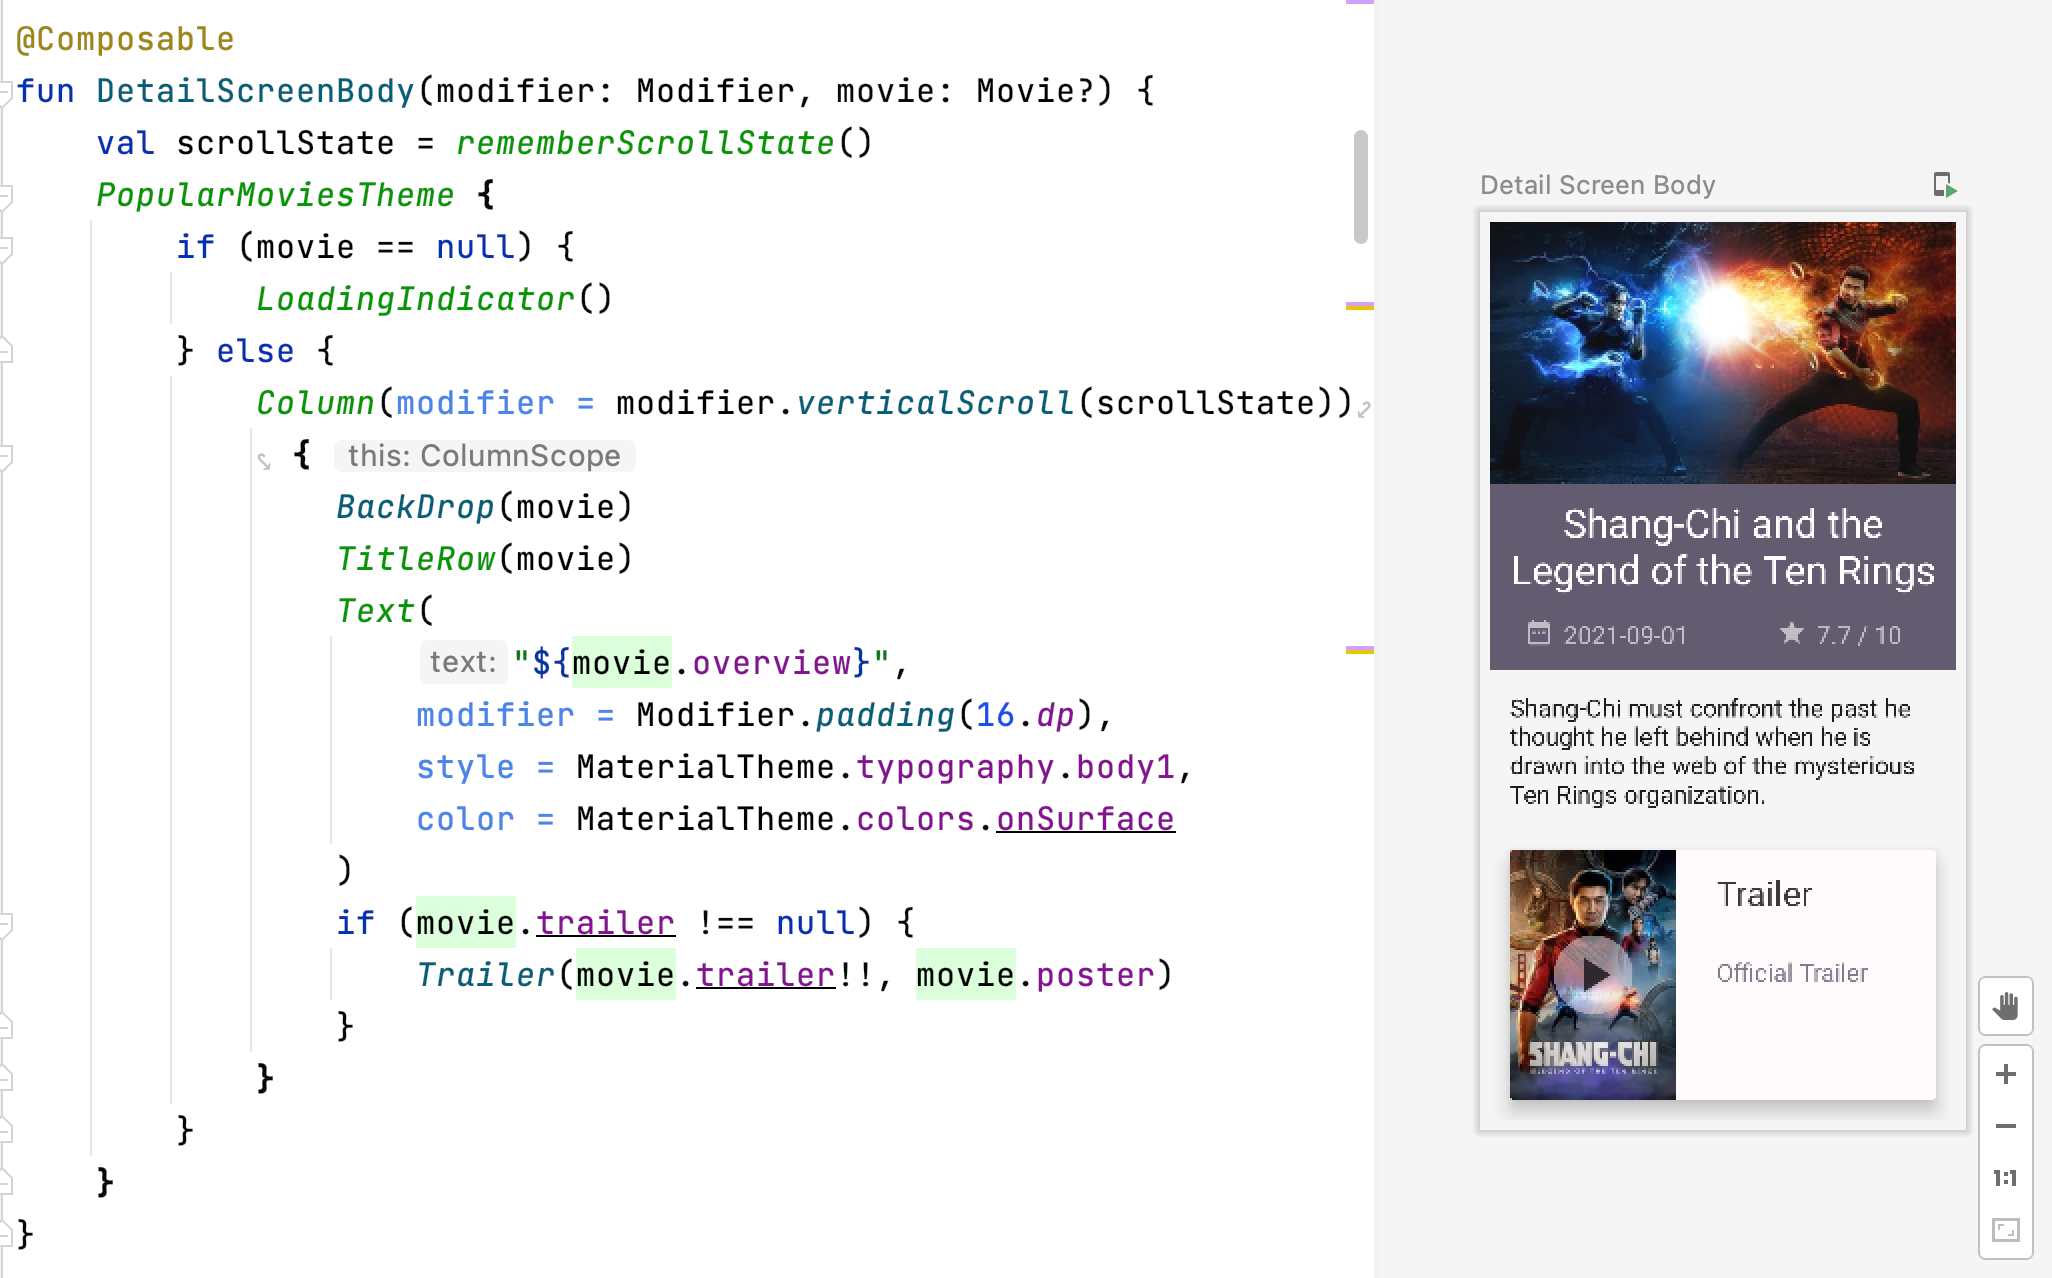 @Composable
fun DetailScreenBody(modifier: Modifier, movie: Movie?) {
val scrollState = rememberScrollState()
PopularMoviesTheme {
if (movie == null) {
LoadingIndicator()
} else {
Column(modifier = modifier.verticalScroll(scrollState))
{ this: ColumnScope
BackDrop(movie)
TitleRow(movie)
Text(
text: "${movie.overview}",
modifier = Modifier.padding(16.dp),
style = MaterialTheme.typography.body1,
color = MaterialTheme.colors.onSurface
)
if (movie.trailer !== null) {
Trailer(movie.trailer!!, movie.poster)
}
}
}
}
}
Detail Screen Body
Shang-Chi and the
Legend of the Ten Rings
2021-09-01
7.7 / 10
Shang-Chi must confront the past he
thought he left behind when he is
drawn into the web of the mysterious
Ten Rings organization.
SHANG-CHI
LEGEND OF THE TEN RINGS
Trailer
Official Trailer
1:1